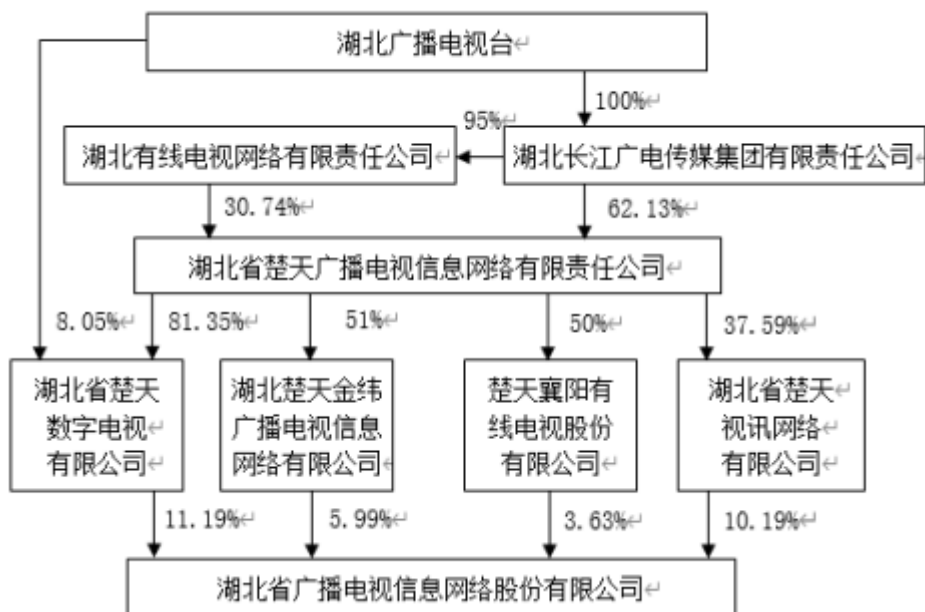 湖北广播电视台
100%
95%
湖北有线电视网络有限责任公司
湖北长江广电传媒集团有限责任公司
30.74%
62.13%
湖北省楚天广播电视信息网络有限责任公司
8.05%
81.35%
51%
50%
37.59%
湖北省楚天
数字电视
有限公司
湖北楚天金纬
广播电视信息
网络有限公司
楚天襄阳有
线电视股份
有限公司
湖北省楚天
视讯网络
有限公司
11.19%
5.99%
3.63%
10.19%
湖北省广播电视信息网络股份有限公司